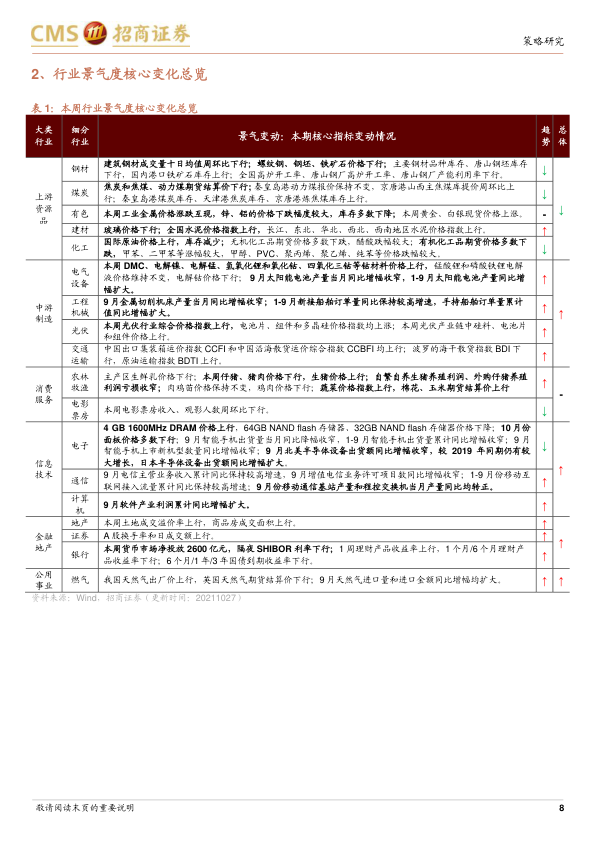 CMS 招商证券
策略研究
2、行业景气度核心变化总览
表 1：本周行业景气度核心变化总览
大类行业 细分行业 景气变动：本期核心指标变动情况 趋势 总体
上游资源品
钢材
建筑钢材成交量十日均值周环比下行；螺纹钢、钢坯、铁矿石价格下行；主要钢材品种库存、唐山钢坯库存
下行，国内港口铁矿石库存上行；全国高炉开工率、唐山钢厂高炉开工率、唐山钢厂产能利用率下行。
↓
煤炭
焦炭和焦煤、动力煤期货结算价下行；秦皇岛港动力煤报价保持不变，京唐港山西主焦煤库提价周环比上
行；秦皇岛港煤炭库存、天津港焦炭库存、京唐港炼焦煤库存上行。
↓
有色
本周工业金属价格涨跌互现，锌、铝的价格下跌幅度较大，库存多数下降；本周黄金、白银现货价格上涨。
-
建材
玻璃价格下行；全国水泥价格指数上行，长江、东北、华北、西北、西南地区水泥价格指数上行。
↑
化工
国际原油价格上行，库存减少；无机化工品期货价格多数下跌，醋酸跌幅较大；有机化工品期货价格多数下
跌，甲苯、二甲苯等涨幅较大，甲醇、PVC、聚丙烯、聚乙烯、纯苯等价格跌幅较大。
↓
↓
中游制造
电气设备
本周 DMC、电解镍、电解锰、氢氧化锂和氧化钴、四氧化三钴等钴材料价格上行，锰酸锂和磷酸铁锂电解
液价格维持不变，电解钴价格下行；9 月太阳能电池产量当月同比增幅收窄，1-9 月太阳能电池产量同比增
幅扩大。
↑
工程机械
9 月金属切削机床产量当月同比增幅收窄；1-9 月新接船舶订单量同比保持较高增速，手持船舶订单量累计
值同比增幅扩大。
↑
光伏
本周光伏行业综合价格指数上行，电池片、组件和多晶硅价格指数均上涨；本周光伏产业链中硅料、电池片
和组件价格上行。
↑
交通运输
中国出口集装箱运价指数 CCFI 和中国沿海散货运价综合指数 CCBFI 均上行；波罗的海干散货指数 BDI 下
行，原油运输指数 BDTI 上行。
↑
↑
消费服务
农林牧渔
主产区生鲜乳价格下行；本周仔猪、猪肉价格下行，生猪价格上行；自繁自养生猪养殖利润、外购仔猪养殖
利润亏损收窄；肉鸡苗价格保持不变，鸡肉价格下行；蔬菜价格指数上行，棉花、玉米期货结算价上行
↑
电影票房
本周电影票房收入、观影人数周环比下行。
↓
-
信息技术
电子
4 GB 1600MHz DRAM 价格上行，64GB NAND flash 存储器、32GB NAND flash 存储器价格下降；10 月份
面板价格多数下行；9 月智能手机出货量当月同比降幅收窄、1-9 月智能手机出货量累计同比增幅收窄；9 月
智能手机上市新机型数量同比增幅收窄；9 月北美半导体设备出货额同比增幅收窄，较 2019 年同期仍有较
大增长，日本半导体设备出货额同比增幅扩大。
↓
通信
9 月电信主营业务收入累计同比保持较高增速，9 月增值电信业务许可项目数同比增幅收窄；1-9 月份移动互
联网接入流量累计同比保持较高增速；9 月份移动通信基站产量和程控交换机当月产量同比均转正。
↑
计算机
9 月软件产业利润累计同比增幅扩大。
↑
↑
金融地产
地产
本周土地成交溢价率上行，商品房成交面积上行。
↑
证券
A 股换手率和日成交额上行。
↑
银行
本周货币市场净投放 2600 亿元，隔夜 SHIBOR 利率下行；1 周理财产品收益率上行，1 个月/6 个月理财产
品收益率下行；6 个月/1 年/3 年国债到期收益率下行。
↑
↑
公用事业
燃气
我国天然气出厂价上行，英国天然气期货结算价下行；9 月天然气进口量和进口金额同比增幅均扩大。
↑
↑
资料来源：Wind，招商证券（更新时间：20211027）
敬请阅读末页的重要说明
8